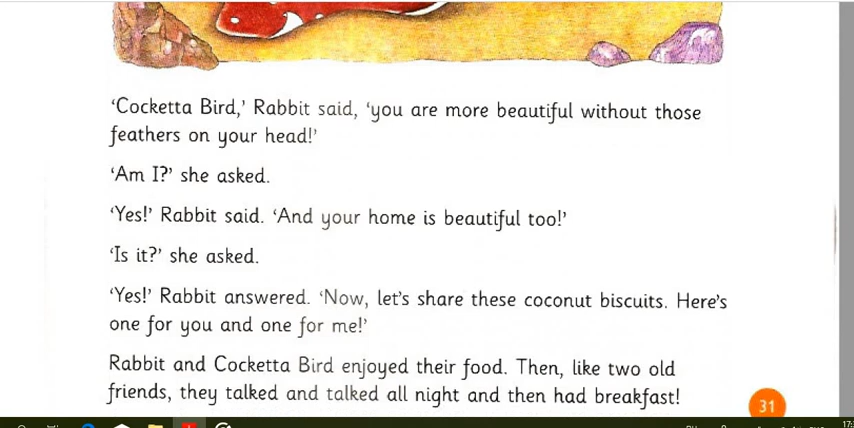 ‘Cocketta Bird,’ Rabbit said, ‘you are more beautiful without those
feathers on your head!’
‘Am I?’ she asked.
‘Yes!’ Rabbit said. ‘And your home is beautiful too!’
‘Is it?’ she asked.
‘Yes!’ Rabbit answered. ‘Now, let’s share these coconut biscuits. Here’s
one for you and one for me!’
Rabbit and Cocketta Bird enjoyed their food. Then, like two old
friends, they talked and talked all night and then had breakfast!
31